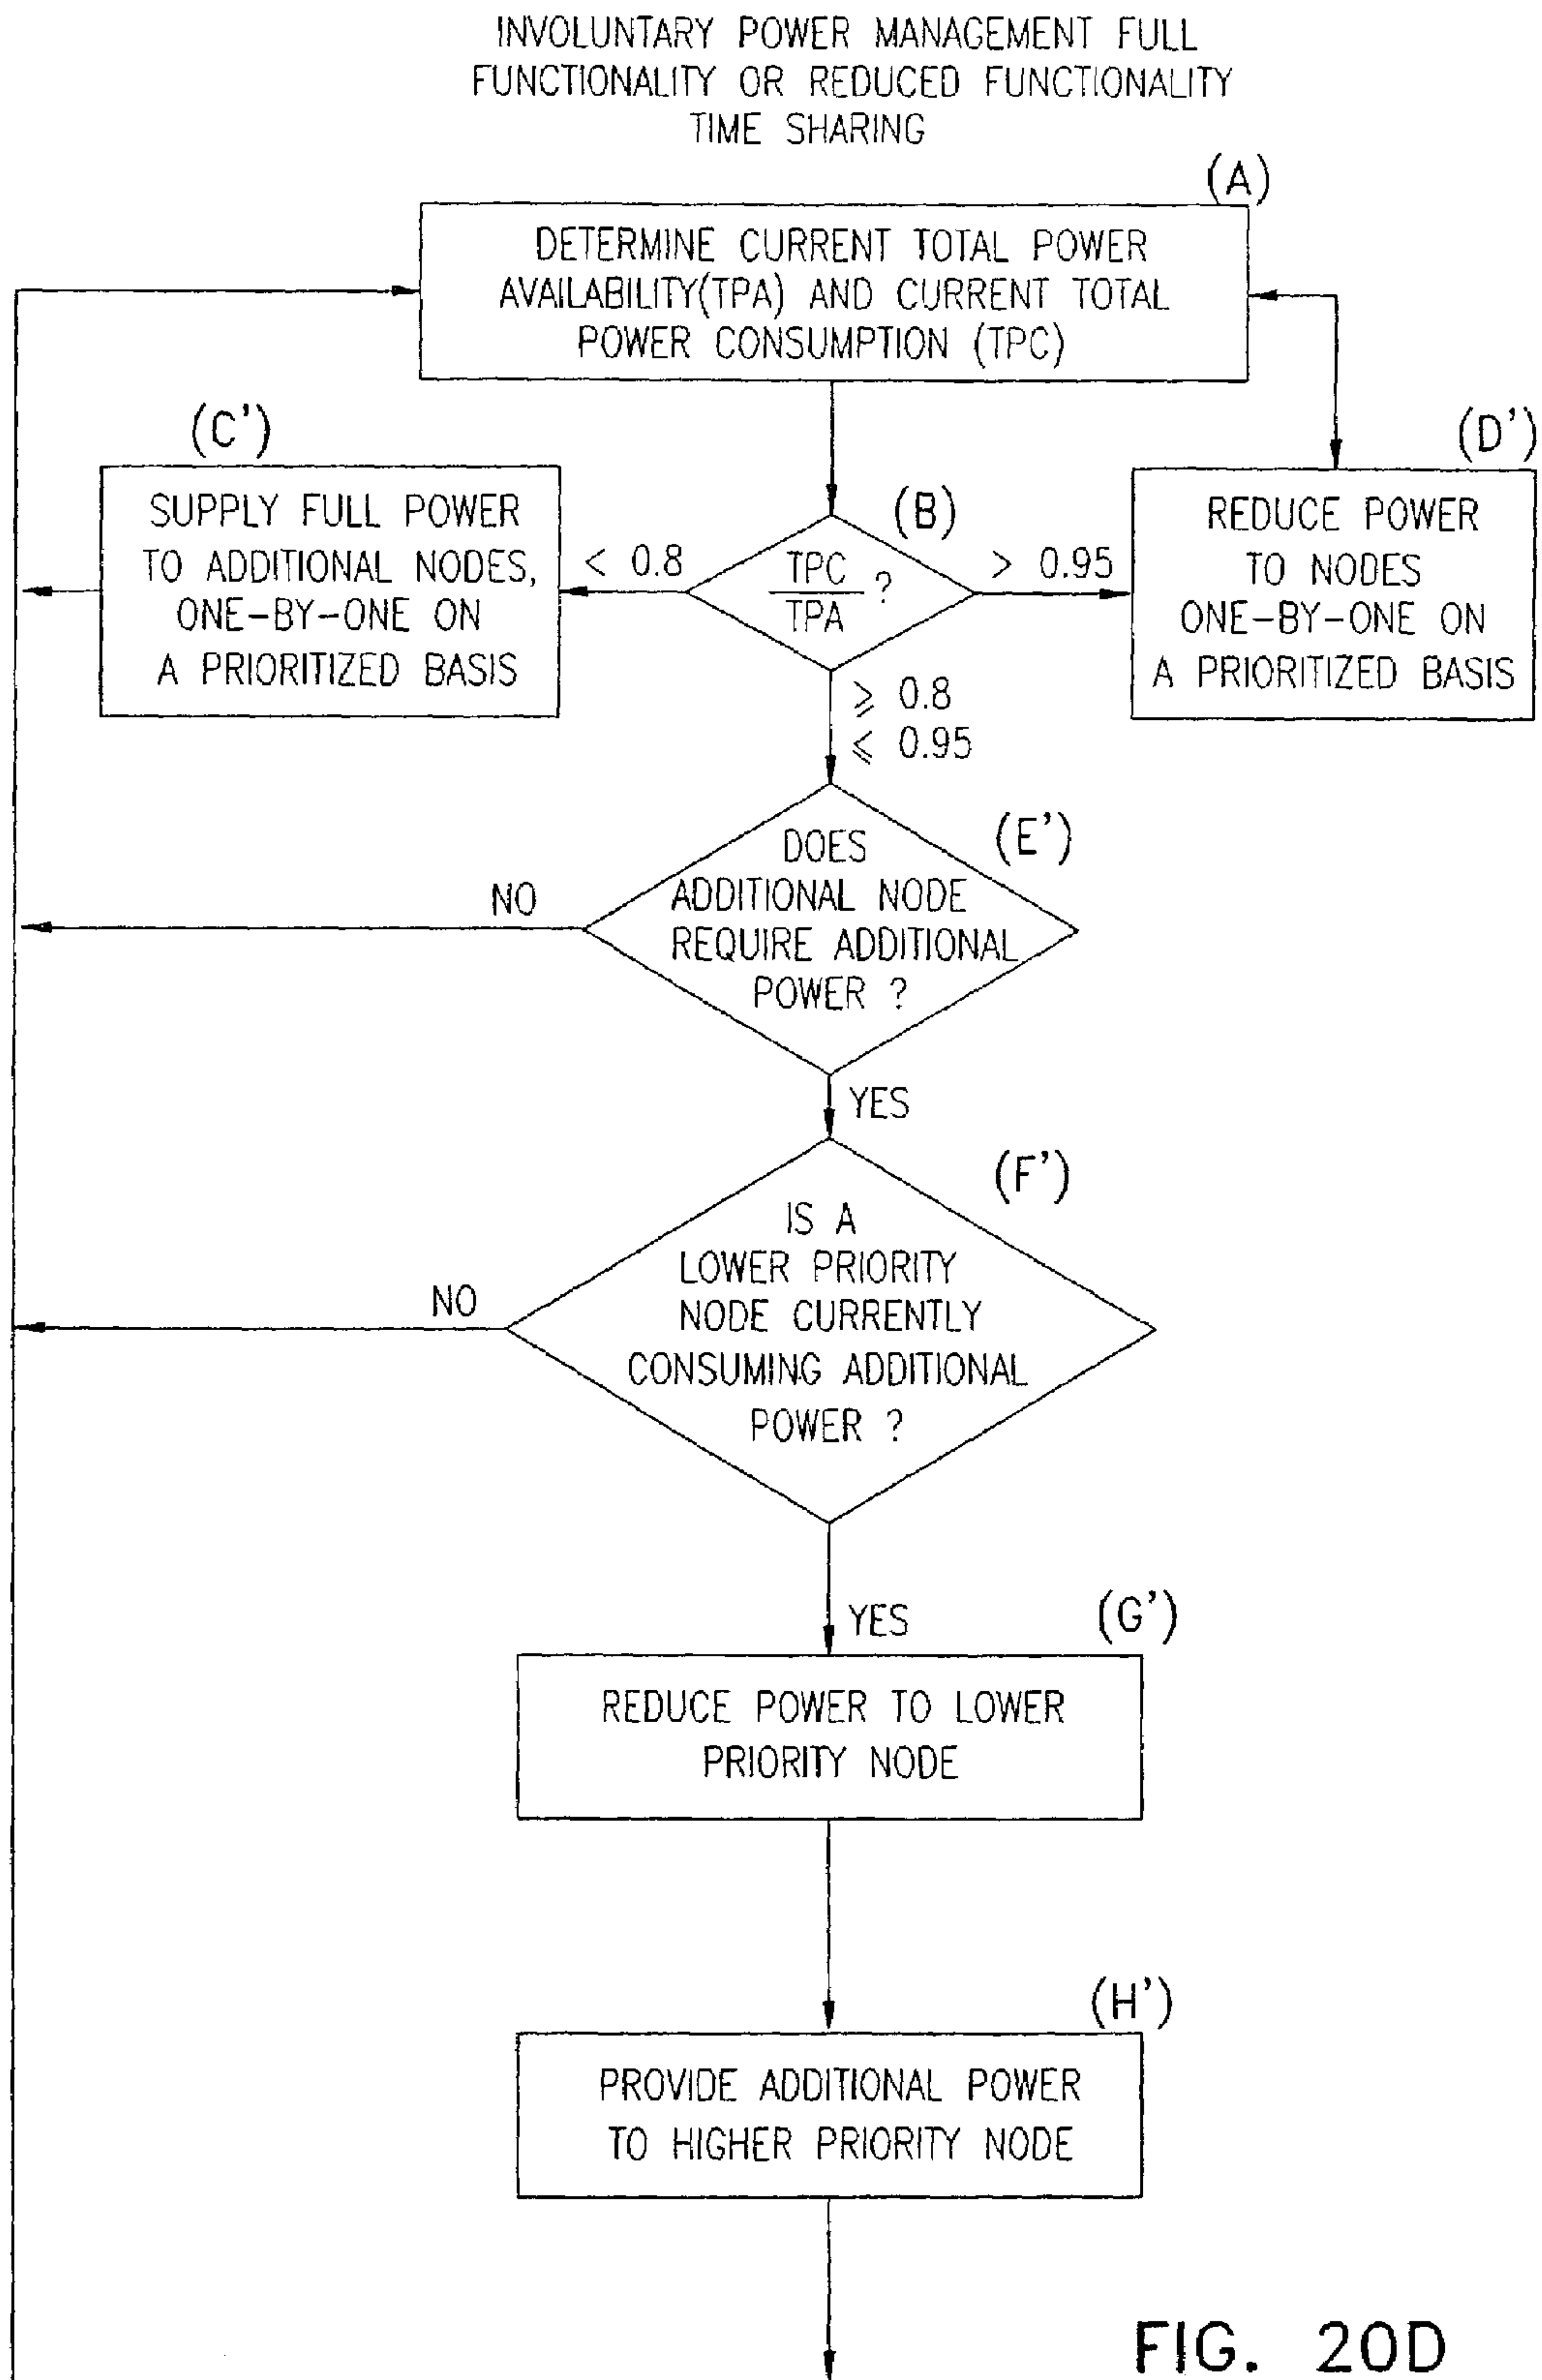 INVOLUNTARY POWER MANAGEMENT FULL
FUNCTIONALITY OR REDUCED FUNCTIONALITY
TIME SHARING
(A)
DETERMINE CURRENT TOTAL POWER
AVAILABILITY(TPA) AND CURRENT TOTAL
POWER CONSUMPTION (TPC)
(C')
SUPPLY FULL POWER
TO ADDITIONAL NODES,
ONE-BY-ONE ON
A PRIORITIZED BASIS
< 0.8
(B)
TPC
TPA
?
> 0.95
(D')
REDUCE POWER
TO NODES
ONE-BY-ONE ON
A PRIORITIZED BASIS
⩾ 0.8
⩽ 0.95
(E')
DOES
ADDITIONAL NODE
REQUIRE ADDITIONAL
POWER ?
NO
YES
(F')
IS A
LOWER PRIORITY
NODE CURRENTLY
CONSUMING ADDITIONAL
POWER ?
NO
YES
(G')
REDUCE POWER TO LOWER
PRIORITY NODE
(H')
PROVIDE ADDITIONAL POWER
TO HIGHER PRIORITY NODE
FIG. 20D